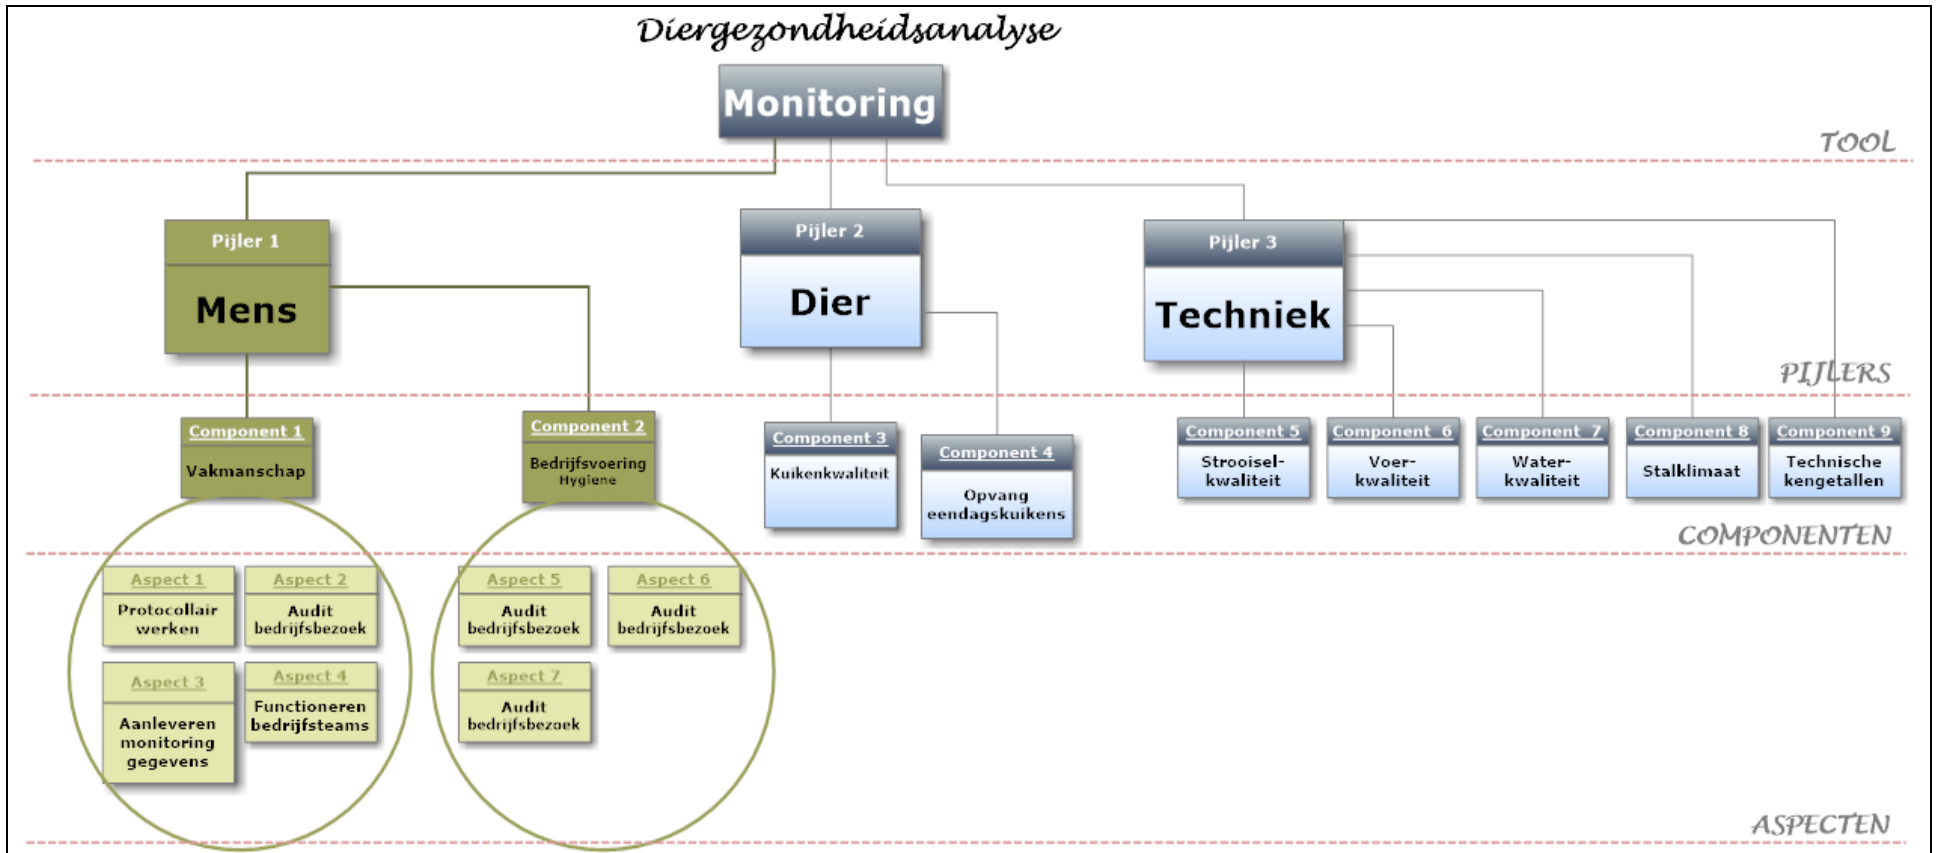 Diergezondheidsanalyse
Monitoring
TOOL
Pijler 1
Mens
Pijler 2
Dier
Pijler 3
Techniek
PIJLERS
Component 1
Vakmanschap
Component 2
Bedrijfsvoering
Hygiene
Component 3
Kuikenkwaliteit
Component 4
Opvang
eendagskuikens
Component 5
Strooisel-
kwaliteit
Component 6
Voer-
kwaliteit
Component 7
Water-
kwaliteit
Component 8
Stalklimaat
Component 9
Technische
kengetallen
COMPONENTEN
Aspect 1
Protocollair
werken
Aspect 2
Audit
bedrijfsbezoek
Aspect 3
Aanleveren
monitoring
gegevens
Aspect 4
Functioneren
bedrijfsteams
Aspect 5
Audit
bedrijfsbezoek
Aspect 6
Audit
bedrijfsbezoek
Aspect 7
Audit
bedrijfsbezoek
ASPECTEN